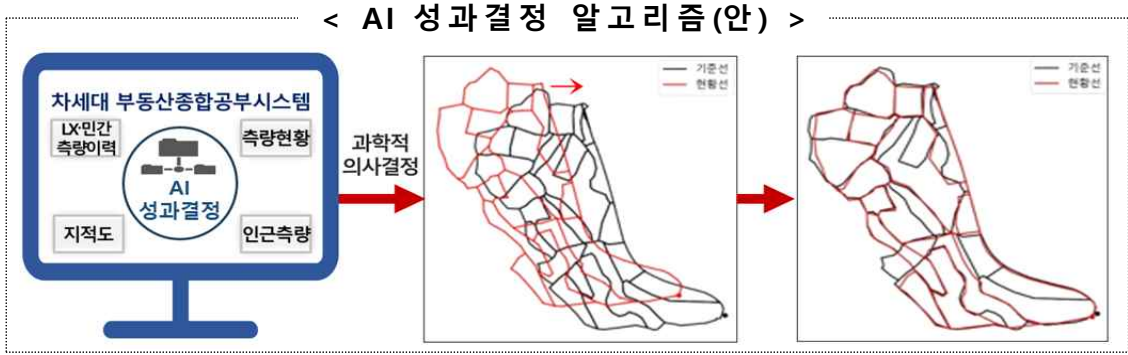 < AI 성과결정 알고리즘(안) >
차세대 부동산종합공부시스템
LX·민간
측량이력
측량현황
AI
성과결정
지적도
인근측량
과학적
의사결정
기준선
현황선
기준선
현황선